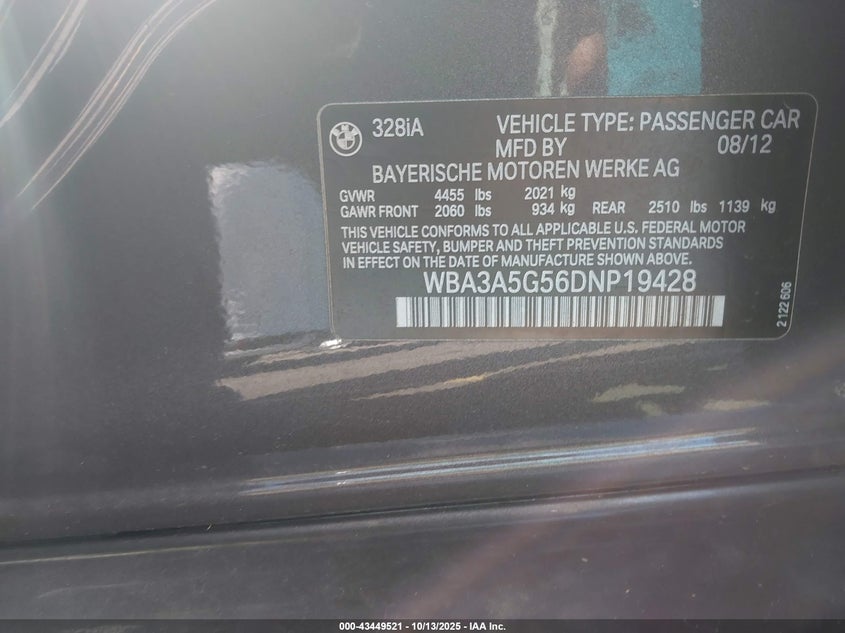 328iA VEHICLE TYPE: PASSENGER CAR
MFD BY 08/12
BAYERISCHE MOTOREN WERKE AG
GVWR 4455 lbs 2021 kg
GAWR FRONT 2060 lbs 934 kg REAR 2510 lbs 1139 kg
THIS VEHICLE CONFORMS TO ALL APPLICABLE U.S. FEDERAL MOTOR
VEHICLE SAFETY, BUMPER AND THEFT PREVENTION STANDARDS
IN EFFECT ON THE DATE OF MANUFACTURE SHOWN ABOVE.
WBA3A5G56DNP19428
2 122 606
000-43449521 - 10/13/2025 - IAA Inc.